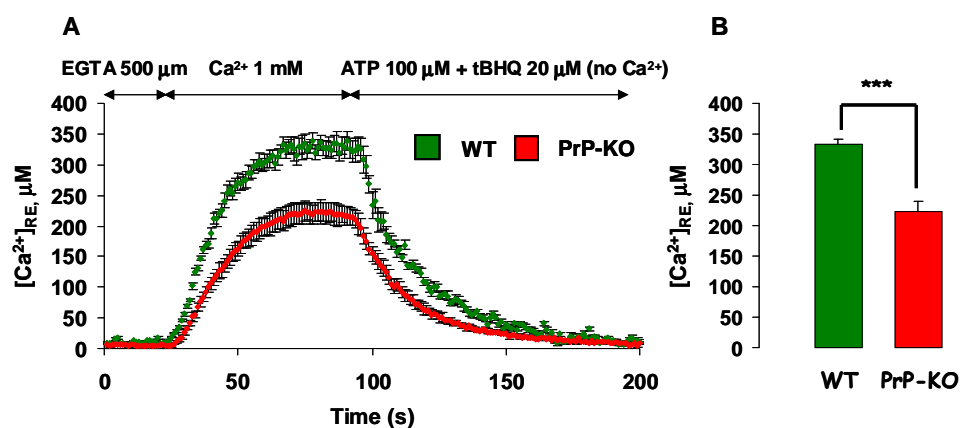 A
B
EGTA 500 μm Ca²⁺ 1 mM ATP 100 μM + tBHQ 20 μM (no Ca²⁺)
400
350
300
250
200
150
100
50
0
[Ca²⁺]RE, μM
WT PrP-KO
0 50 100 150 200
Time (s)
400
350
300
250
200
150
100
50
0
[Ca²⁺]RE, μM
***
WT PrP-KO